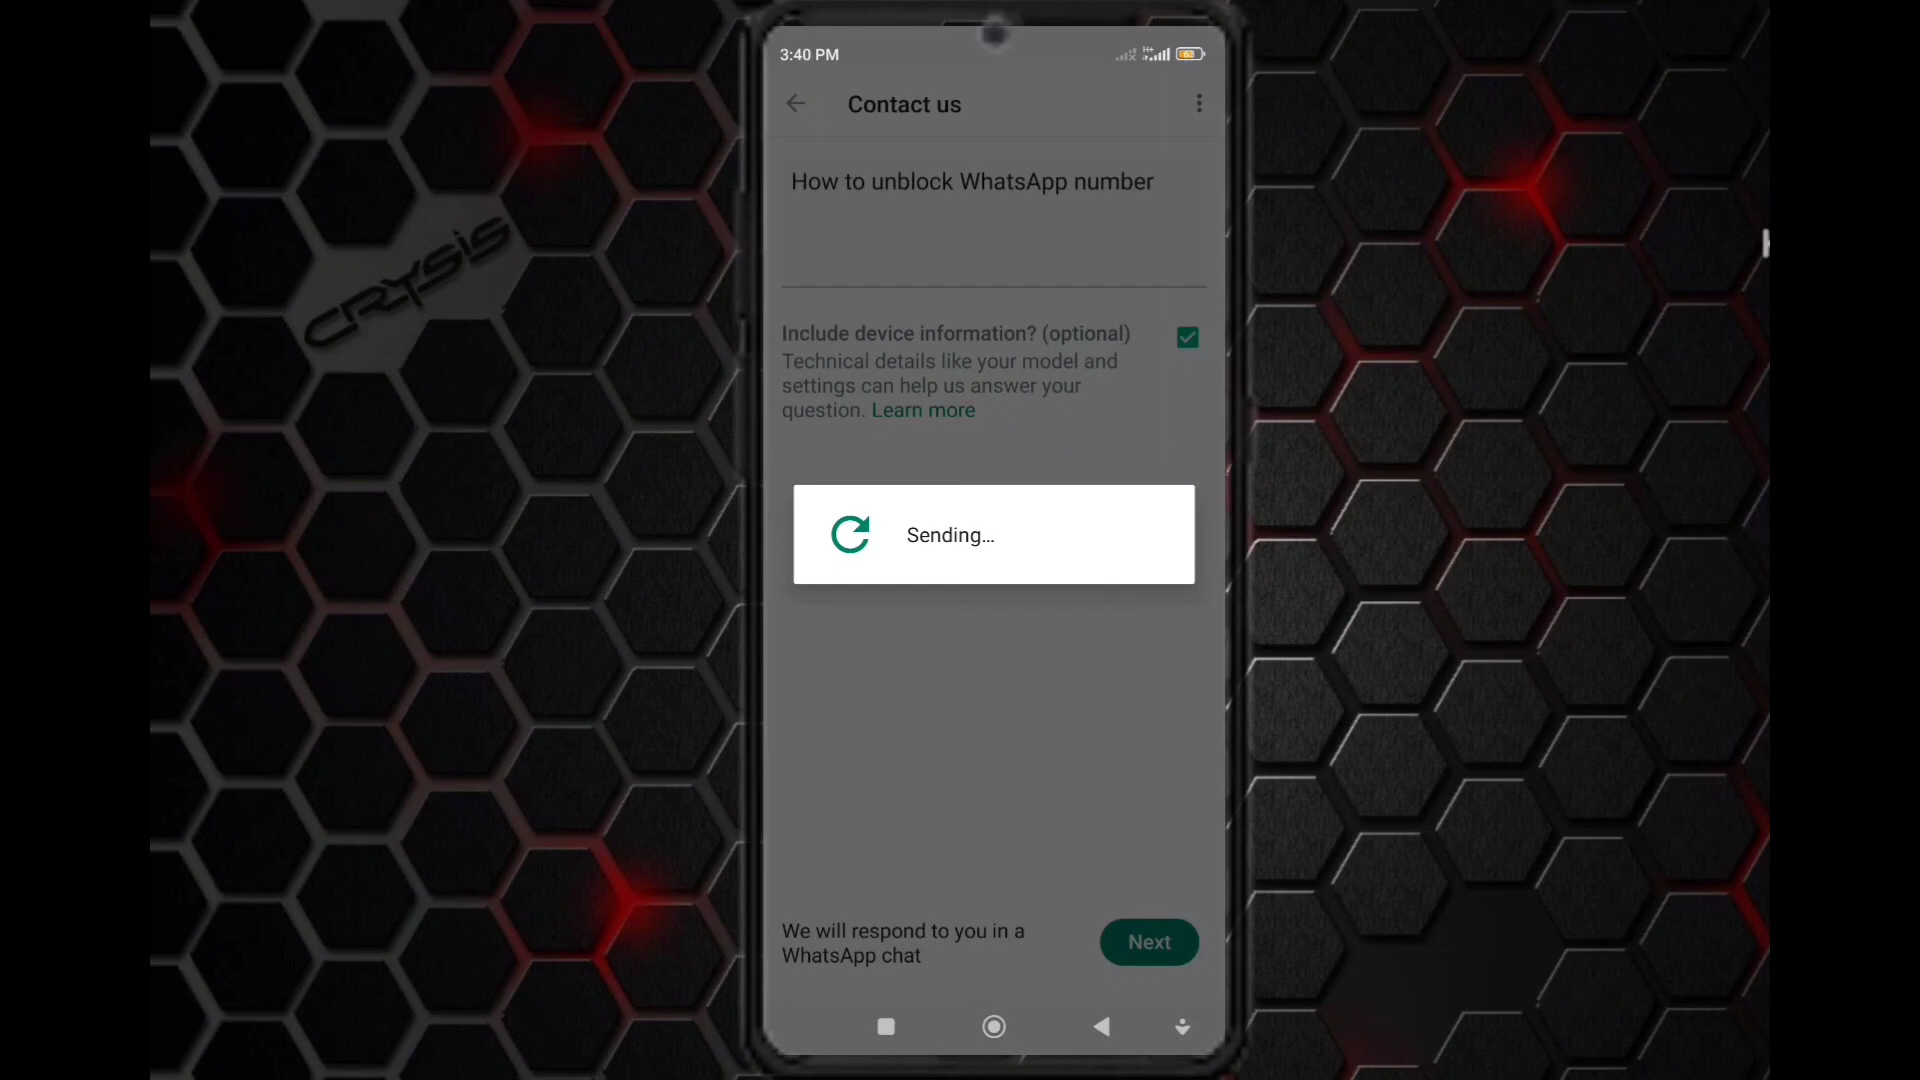 CRYSIS
3:40 PM
H+
63
Contact us
How to unblock WhatsApp number
Include device information? (optional)
Technical details like your model and
settings can help us answer your
question. Learn more
Sending...
We will respond to you in a
WhatsApp chat
Next